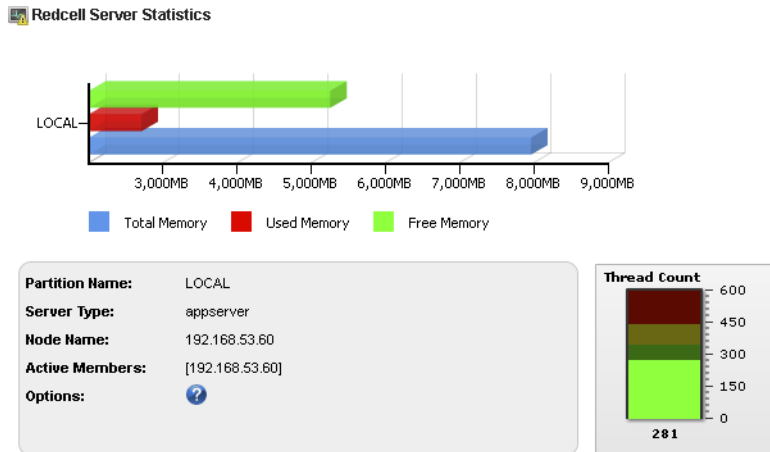 Redcell Server Statistics
LOCAL
3,000MB 4,000MB 5,000MB 6,000MB 7,000MB 8,000MB 9,000MB
Total Memory Used Memory Free Memory
Partition Name: LOCAL
Server Type: appserver
Node Name: 192.168.53.60
Active Members: [192.168.53.60]
Options: ?
Thread Count
600
450
300
150
0
281